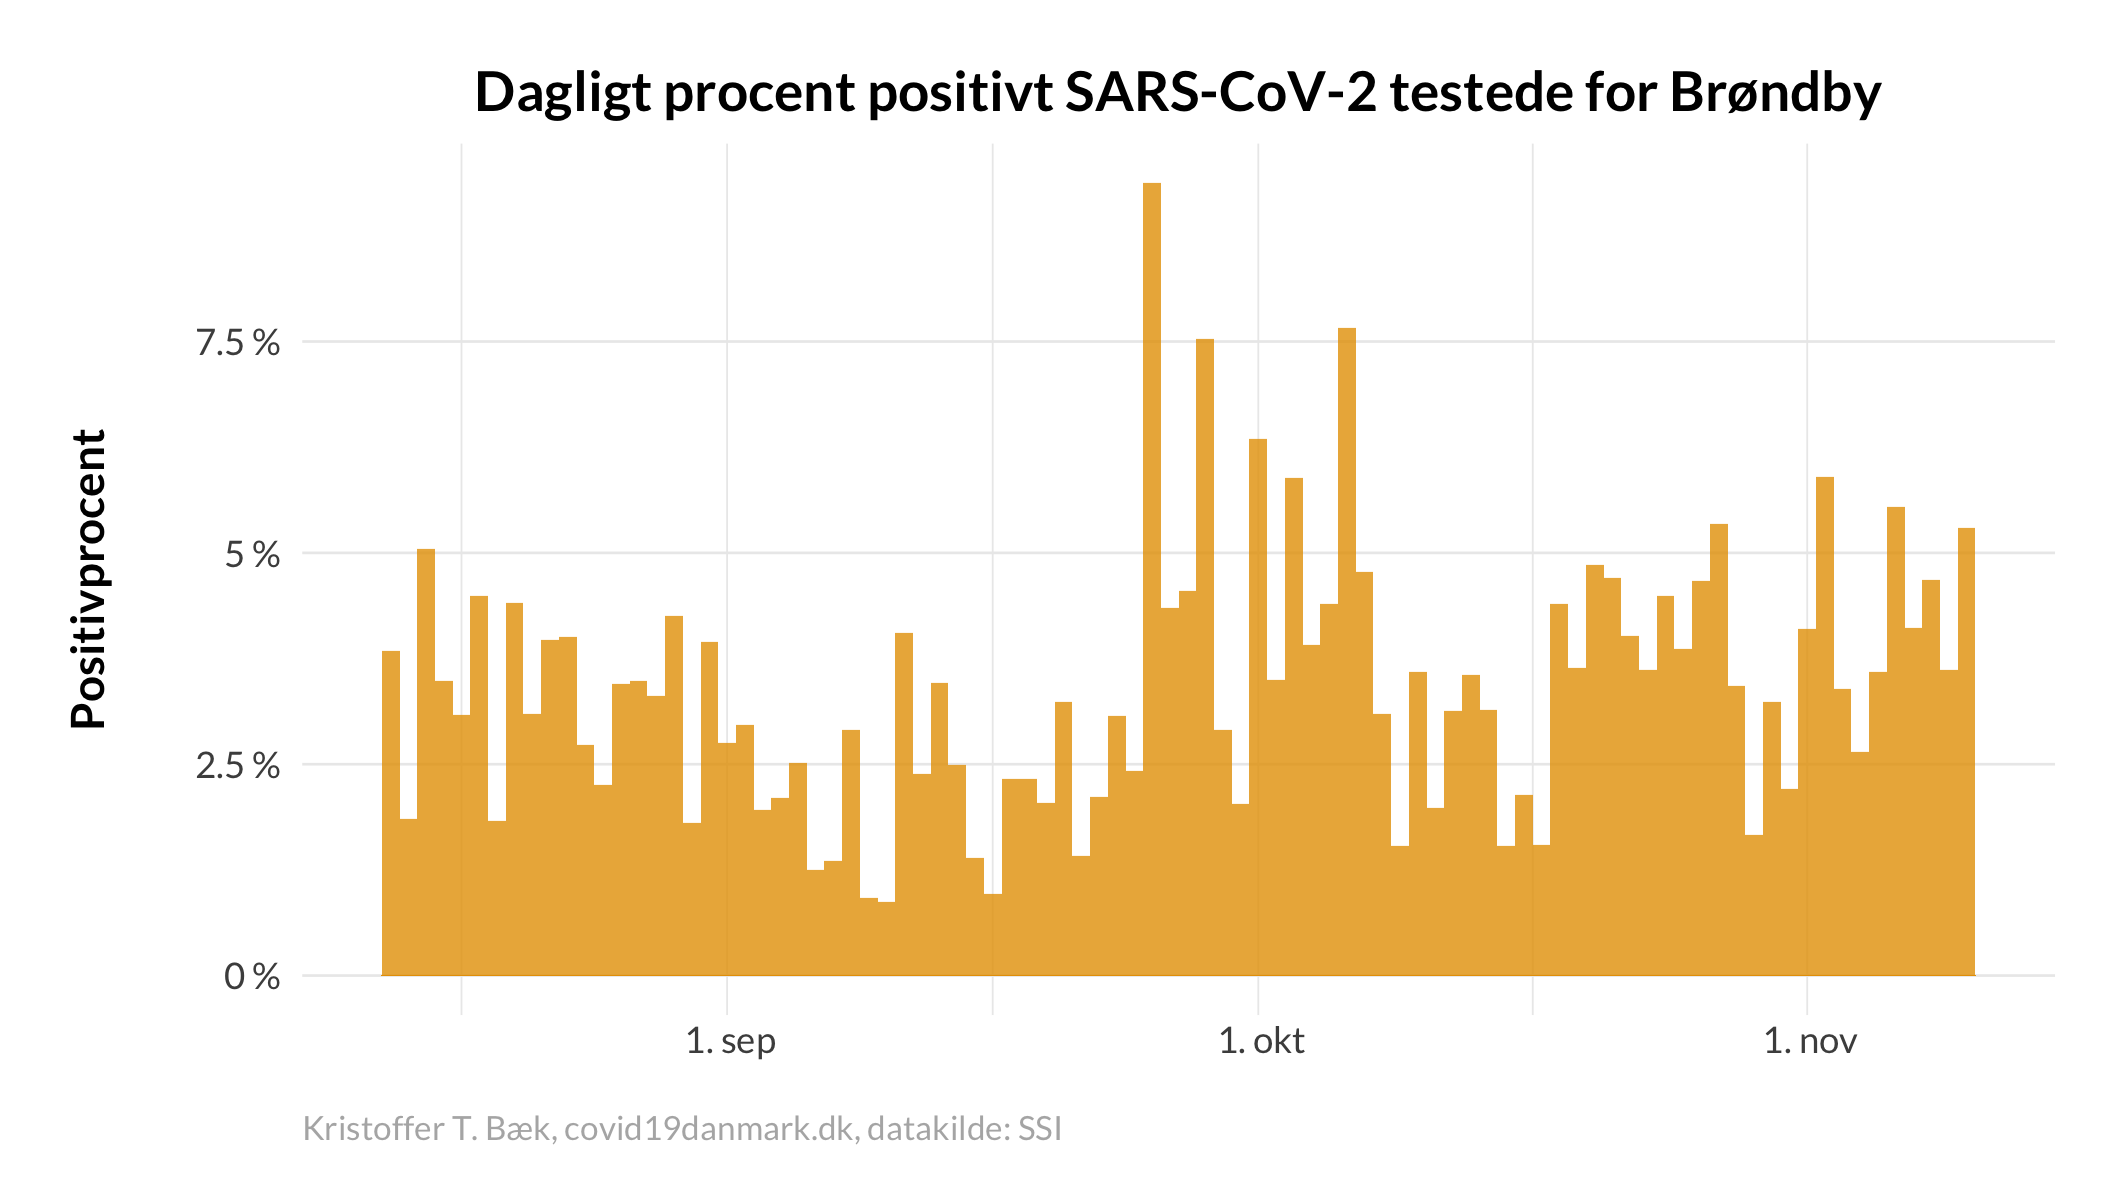 Dagligt procent positivt SARS-CoV-2 testede for Brøndby
Positivprocent
7.5 %
5 %
2.5 %
0 %
1. sep
1. okt
1. nov
Kristoffer T. Bæk, covid19danmark.dk, datakilde: SSI